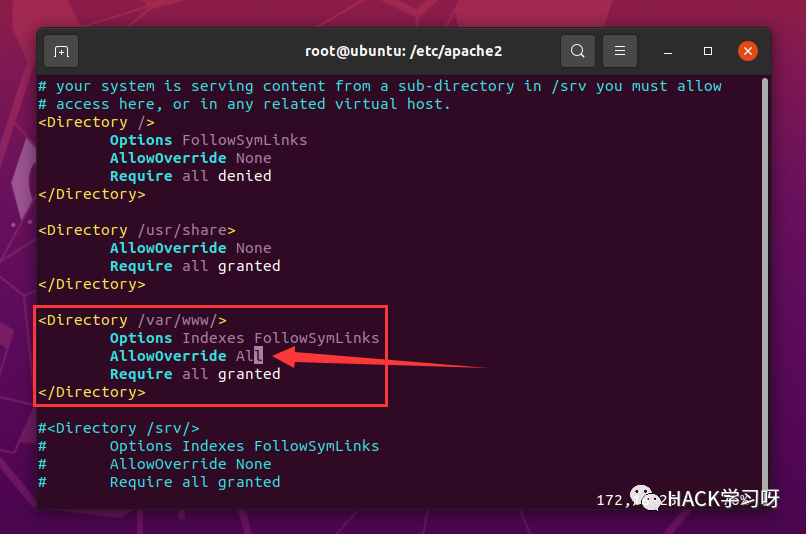 root@ubuntu: /etc/apache2
# your system is serving content from a sub-directory in /srv you must allow
# access here, or in any related virtual host.
<Directory />
        Options FollowSymLinks
        AllowOverride None
        Require all denied
</Directory>
<Directory /usr/share>
        AllowOverride None
        Require all granted
</Directory>
<Directory /var/www/>
        Options Indexes FollowSymLinks
        AllowOverride All
        Require all granted
</Directory>
#<Directory /srv/>
#       Options Indexes FollowSymLinks
#       AllowOverride None
#       Require all granted
HACK学习呀